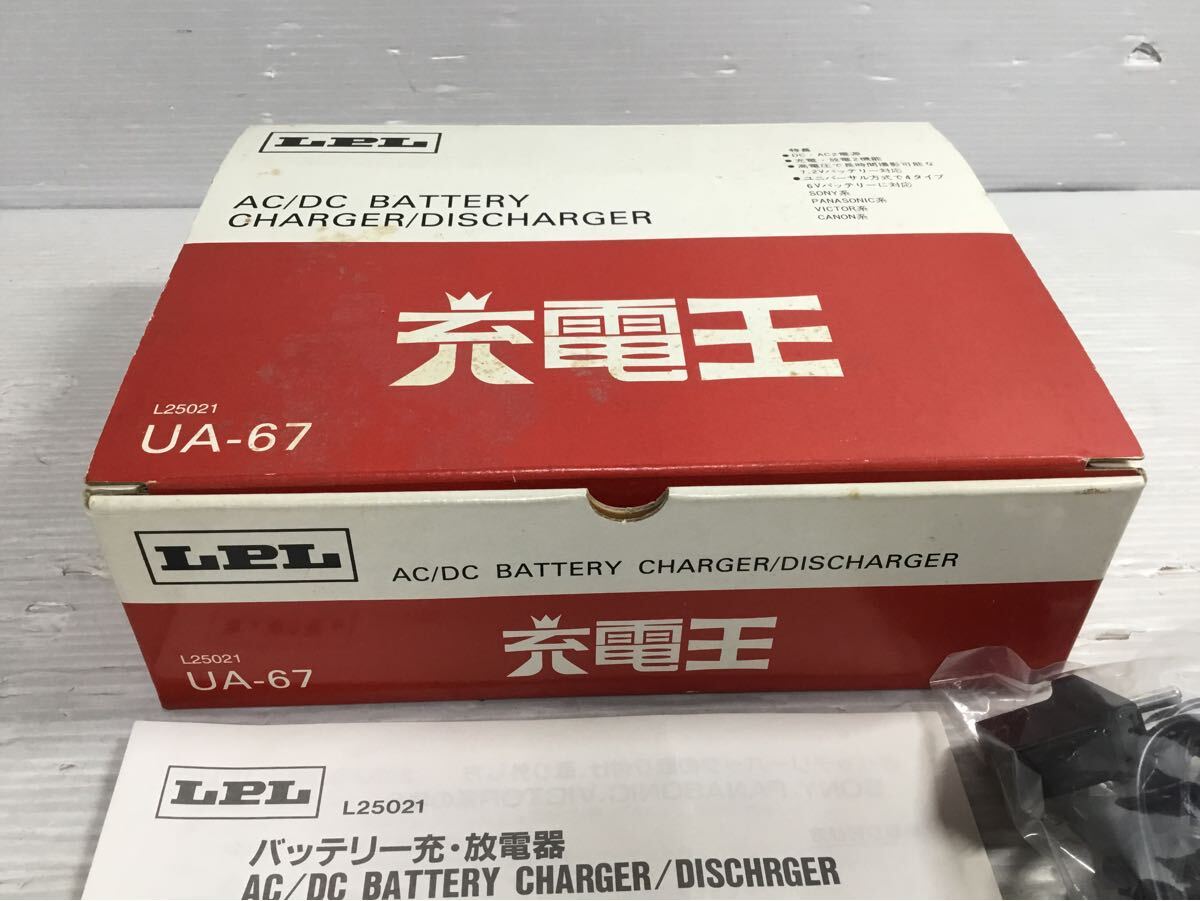 LPL
AC/DC BATTERY
CHARGER/DISCHARGER
特長
●DC・AC2電源
●充電・放電2機能
●高電圧で長時間撮影可能な
7.2Vバッテリー対応
●ユニバーサル方式で4タイプ
6Vバッテリーに対応
SONY系
PANASONIC系
VICTOR系
CANON系
充電王
L25021
UA-67
LPL
AC/DC BATTERY CHARGER/DISCHARGER
充電王
L25021
UA-67
LPL
L25021
バッテリー充・放電器
AC/DC BATTERY CHARGER/DISCHRGER